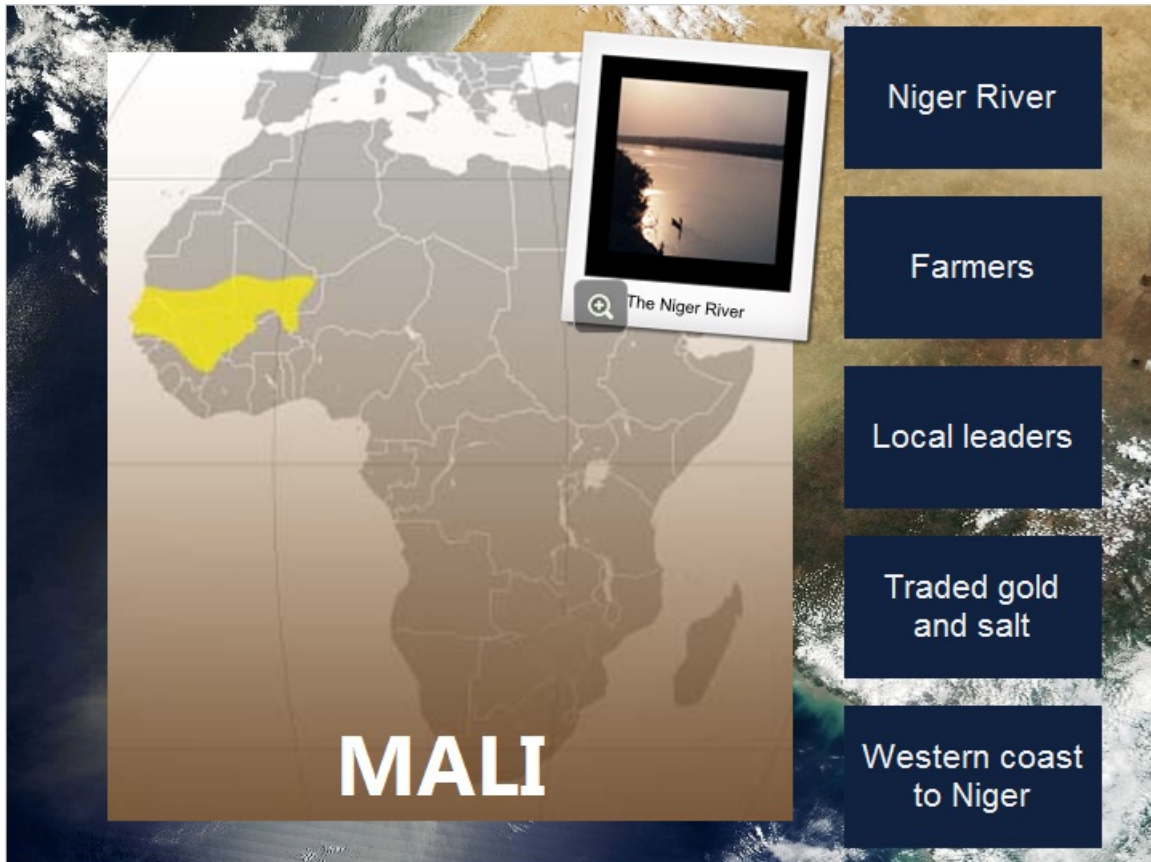 The Niger River
MALI
Niger River
Farmers
Local leaders
Traded gold
and salt
Western coast
to Niger